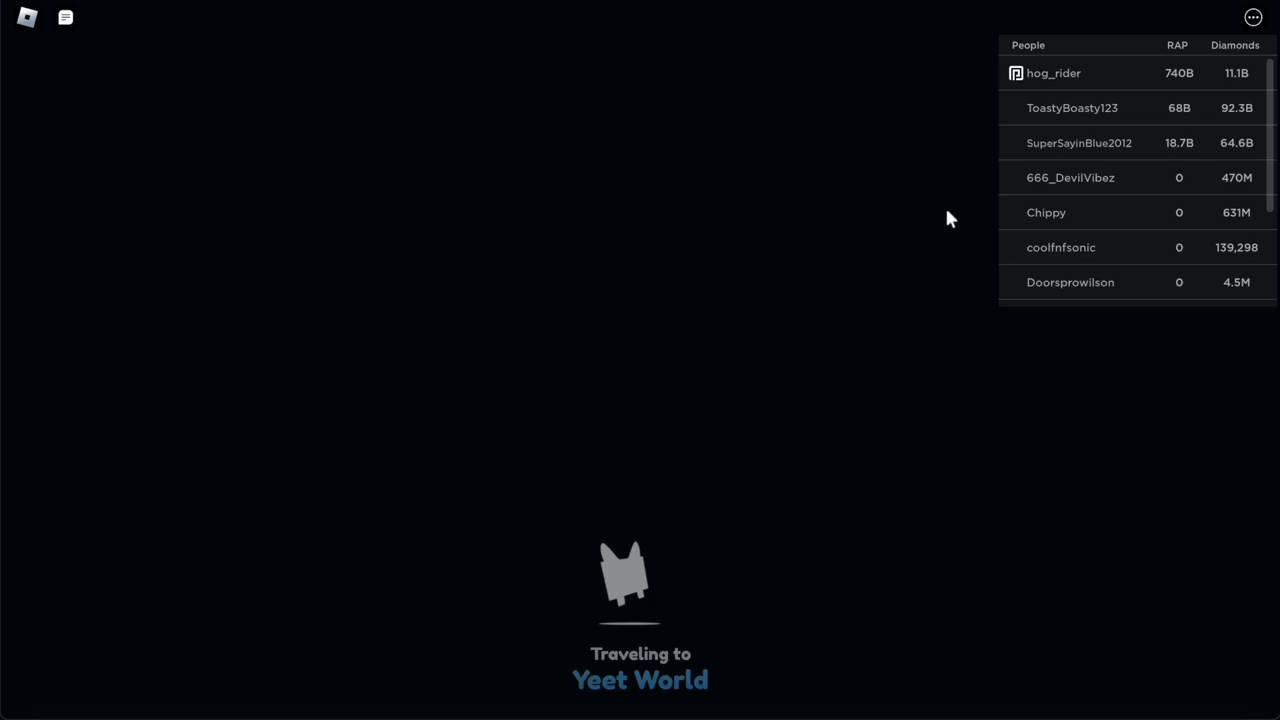 People RAP Diamonds
hog_rider 740B 11.1B
ToastyBoasty123 68B 92.3B
SuperSayinBlue2012 18.7B 64.6B
666_DevilVibez 0 470M
Chippy 0 631M
coolfnfsonic 0 139,298
Doorsprowilson 0 4.5M
Traveling to
Yeet World